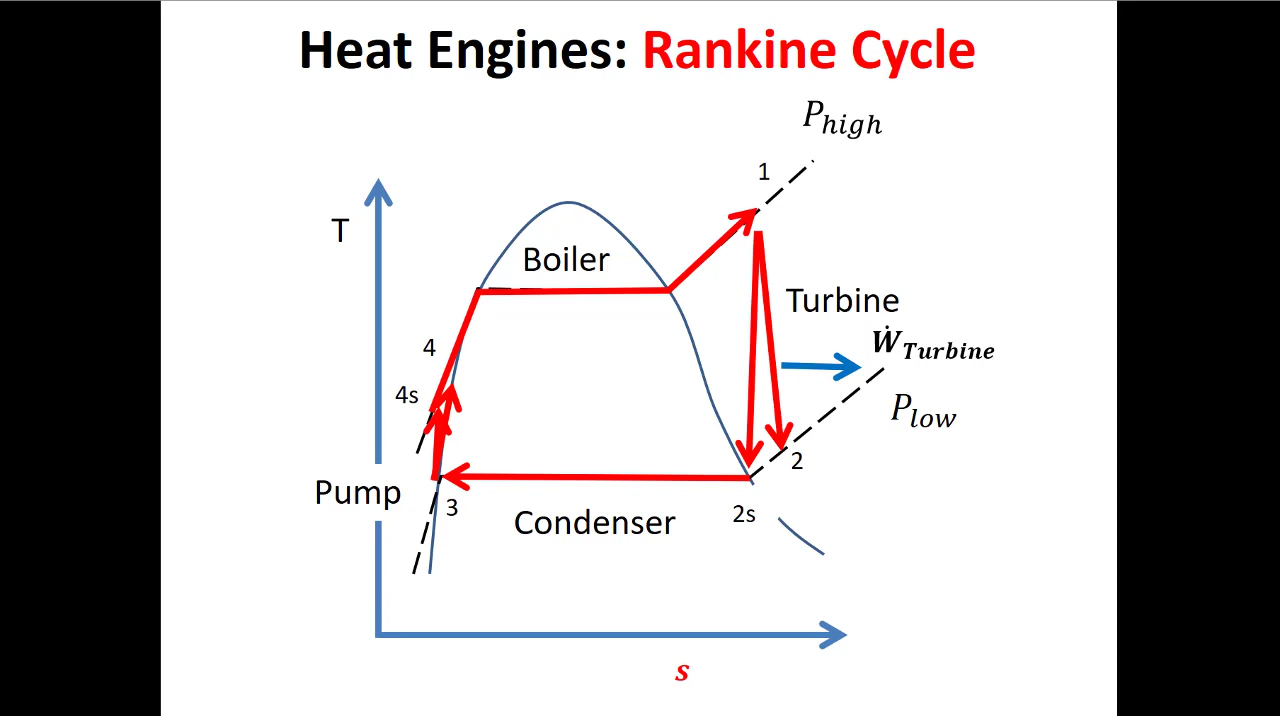 Heat Engines: Rankine Cycle
P_high
1
T
Boiler
Turbine
Ẇ_Turbine
4
4s
P_low
2
Pump
3
Condenser
2s
s